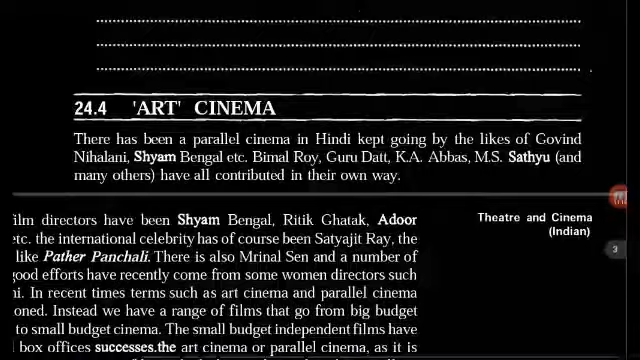 24.4 'ART' CINEMA
There has been a parallel cinema in Hindi kept going by the likes of Govind
Nihalani, Shyam Bengal etc. Bimal Roy, Guru Datt, K.A. Abbas, M.S. Sathyu (and
many others) have all contributed in their own way.
film directors have been Shyam Bengal, Ritik Ghatak, Adoor
etc. the international celebrity has of course been Satyajit Ray, the
like Pather Panchali. There is also Mrinal Sen and a number of
good efforts have recently come from some women directors such
ni. In recent times terms such as art cinema and parallel cinema
oned. Instead we have a range of films that go from big budget
to small budget cinema. The small budget independent films have
box offices successes.the art cinema or parallel cinema, as it is
Theatre and Cinema
(Indian)
3